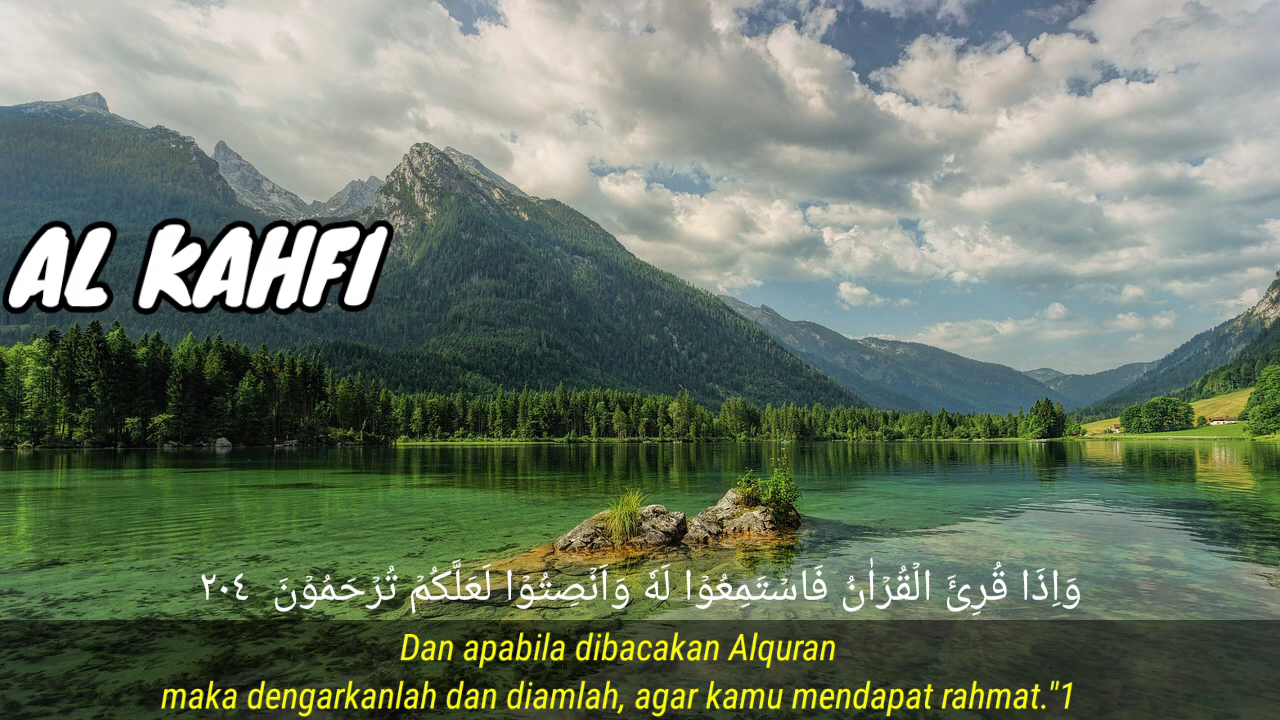 AL KAHFI
وَاِذَا قُرِئَ الْقُرْاٰنُ فَاسْتَمِعُوْا لَهٗ وَاَنْصِتُوْا لَعَلَّكُمْ تُرْحَمُوْنَ ٢٠٤
Dan apabila dibacakan Alquran
maka dengarkanlah dan diamlah, agar kamu mendapat rahmat."1